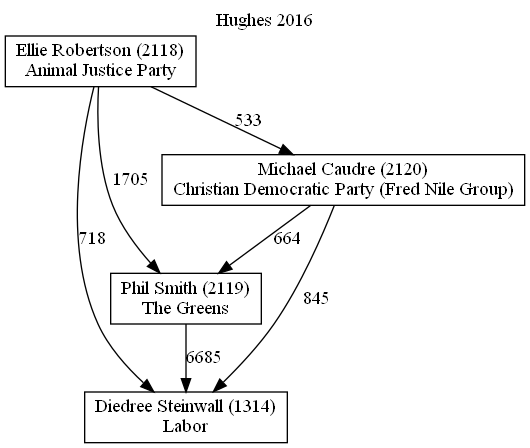 Hughes 2016
Ellie Robertson (2118)
Animal Justice Party
533
Michael Caudre (2120)
Christian Democratic Party (Fred Nile Group)
1705
718
664
845
Phil Smith (2119)
The Greens
6685
Diedree Steinwall (1314)
Labor